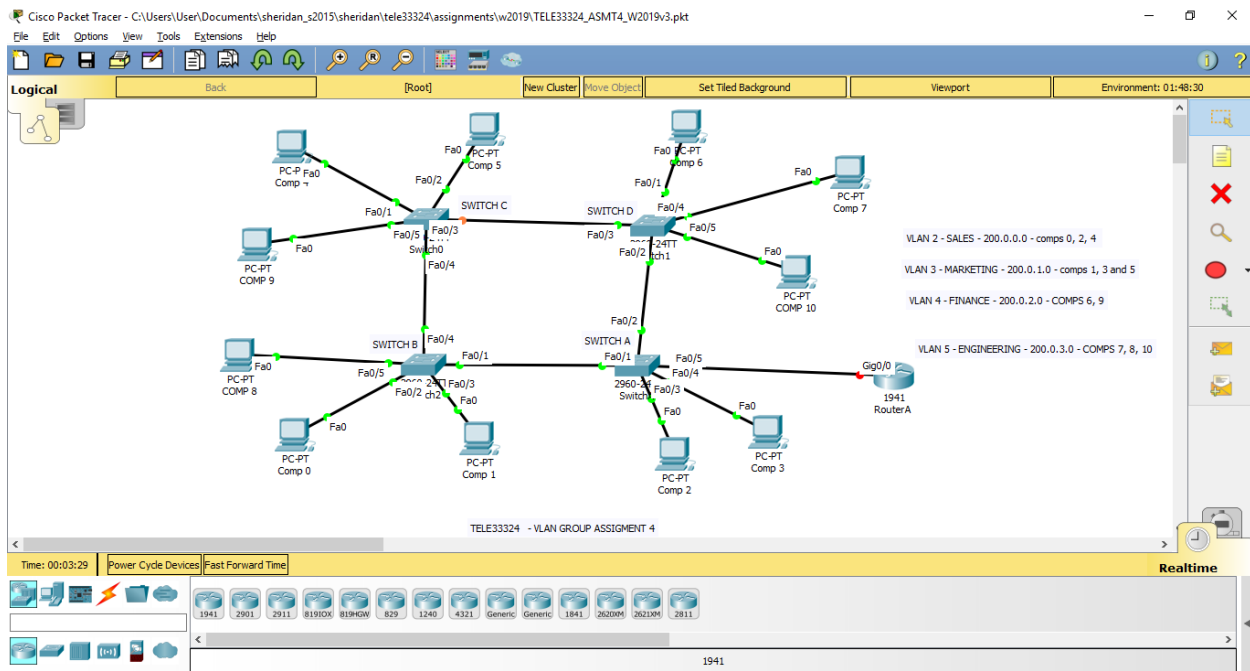 Cisco Packet Tracer - C:\Users\User\Documents\sheridan_s2015\sheridan\tele33324\assignments\w2019\TELE33324_ASMT4_W2019v3.pkt
File Edit Options View Tools Extensions Help
Logical
Back
[Root]
New Cluster
Move Object
Set Tiled Background
Viewport
Environment: 01:48:30
PC-PT
Comp 5
Fa0
Fa0/2
Fa0
Comp
Fa0/1
SWITCH C
Fa0/5
Fa0/3
Switch0
Fa0/4
Fa0
PC-PT
COMP 9
Fa0
PC-PT
Fa0/1
Fa0/4
SWITCH D
Fa0/3
Fa0/5
Fa0/2
Fa0
PC-PT
Comp 7
Fa0
PC-PT
COMP 10
VLAN 2 - SALES - 200.0.0.0 - comps 0, 2, 4
VLAN 3 - MARKETING - 200.0.1.0 - comps 1, 3 and 5
VLAN 4 - FINANCE - 200.0.2.0 - COMPS 6, 9
VLAN 5 - ENGINEERING - 200.0.3.0 - COMPS 7, 8, 10
SWITCH B
Fa0/4
Fa0/1
Fa0/5
Fa0/3
Fa0/2
Fa0
PC-PT
COMP 8
Fa0
PC-PT
Comp 0
Fa0
PC-PT
Comp 1
Fa0/2
SWITCH A
Fa0/1
Fa0/5
Fa0/4
Fa0/3
Switch
Fa0
PC-PT
Comp 2
Fa0
PC-PT
Comp 3
Gig0/0
1941
RouterA
TELE33324 - VLAN GROUP ASSIGMENT 4
Time: 00:03:29
Power Cycle Devices
Fast Forward Time
Realtime
1941 2901 2911 819IOX 819HGW 829 1240 4321 Generic Generic 1841 2620XM 2621XM 2811
1941